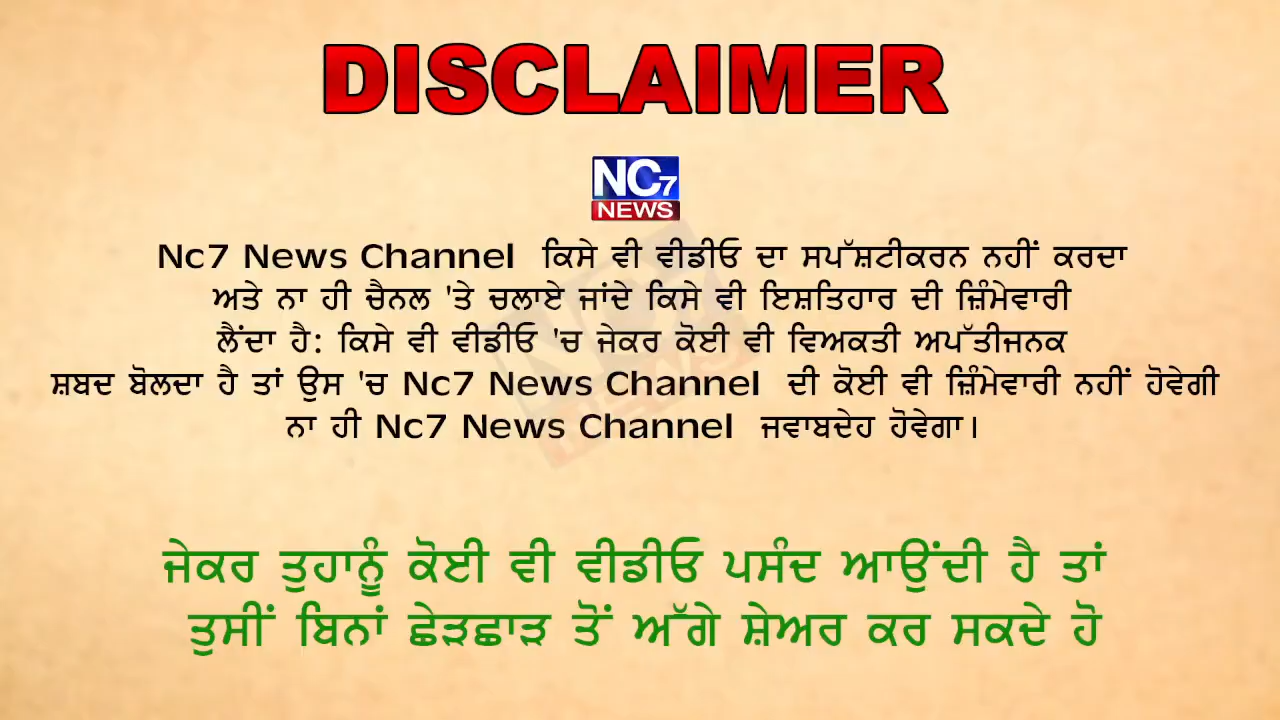 DISCLAIMER
NC7
NEWS
Nc7 News Channel ਕਿਸੇ ਵੀ ਵੀਡੀਓ ਦਾ ਸਪੱਸ਼ਟੀਕਰਨ ਨਹੀਂ ਕਰਦਾ
ਅਤੇ ਨਾ ਹੀ ਚੈਨਲ 'ਤੇ ਚਲਾਏ ਜਾਂਦੇ ਕਿਸੇ ਵੀ ਇਸ਼ਤਿਹਾਰ ਦੀ ਜ਼ਿੰਮੇਵਾਰੀ
ਲੈਂਦਾ ਹੈ: ਕਿਸੇ ਵੀ ਵੀਡੀਓ 'ਚ ਜੇਕਰ ਕੋਈ ਵੀ ਵਿਅਕਤੀ ਅਪੱਤੀਜਨਕ
ਸ਼ਬਦ ਬੋਲਦਾ ਹੈ ਤਾਂ ਉਸ 'ਚ Nc7 News Channel ਦੀ ਕੋਈ ਵੀ ਜ਼ਿੰਮੇਵਾਰੀ ਨਹੀਂ ਹੋਵੇਗੀ
ਨਾ ਹੀ Nc7 News Channel ਜਵਾਬਦੇਹ ਹੋਵੇਗਾ।
ਜੇਕਰ ਤੁਹਾਨੂੰ ਕੋਈ ਵੀ ਵੀਡੀਓ ਪਸੰਦ ਆਉਂਦੀ ਹੈ ਤਾਂ
ਤੁਸੀਂ ਬਿਨਾਂ ਛੇੜਛਾੜ ਤੋਂ ਅੱਗੇ ਸ਼ੇਅਰ ਕਰ ਸਕਦੇ ਹੋ